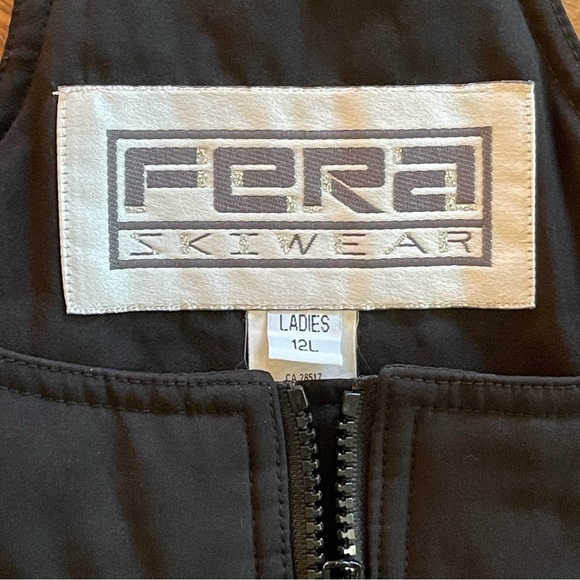 FERA
SKIWEAR
LADIES
12L
CA 28517